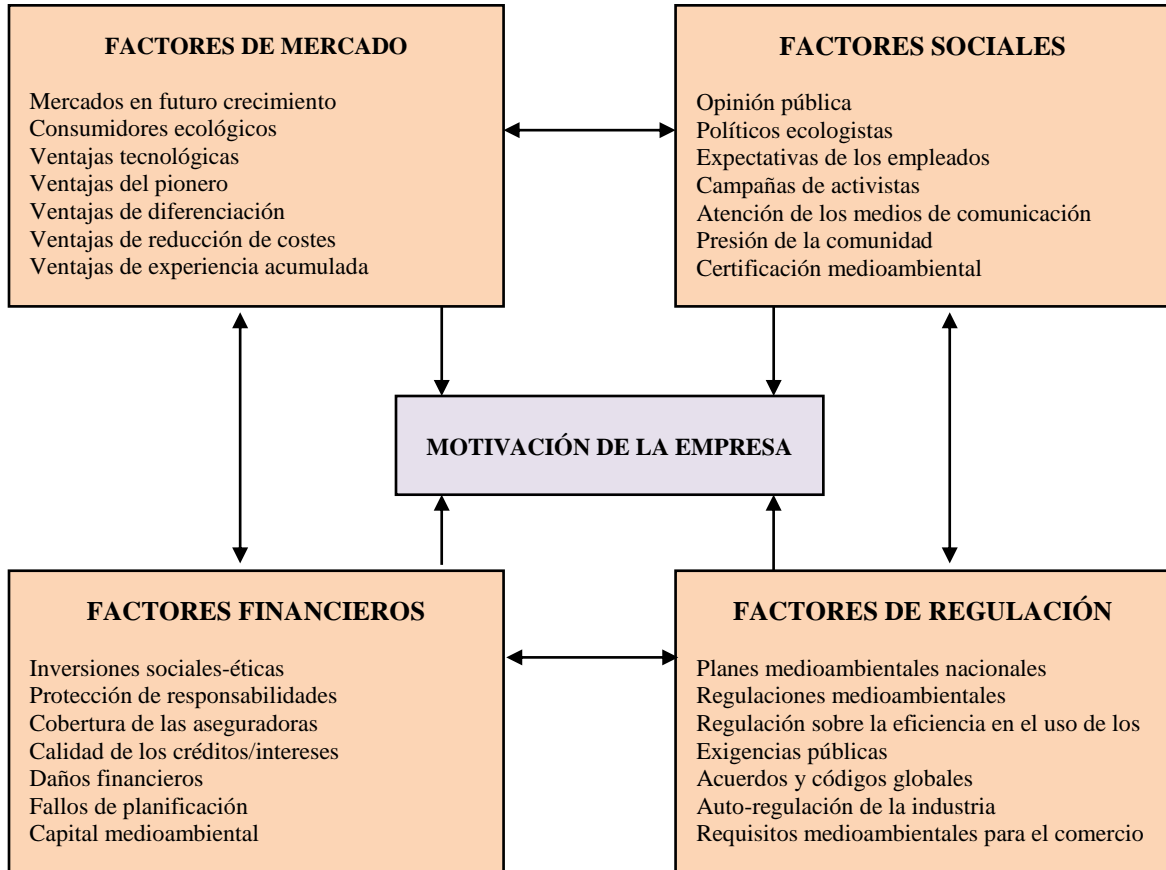 FACTORES DE MERCADO
Mercados en futuro crecimiento
Consumidores ecológicos
Ventajas tecnológicas
Ventajas del pionero
Ventajas de diferenciación
Ventajas de reducción de costes
Ventajas de experiencia acumulada
FACTORES SOCIALES
Opinión pública
Políticos ecologistas
Expectativas de los empleados
Campañas de activistas
Atención de los medios de comunicación
Presión de la comunidad
Certificación medioambiental
MOTIVACIÓN DE LA EMPRESA
FACTORES FINANCIEROS
Inversiones sociales-éticas
Protección de responsabilidades
Cobertura de las aseguradoras
Calidad de los créditos/intereses
Daños financieros
Fallos de planificación
Capital medioambiental
FACTORES DE REGULACIÓN
Planes medioambientales nacionales
Regulaciones medioambientales
Regulación sobre la eficiencia en el uso de los
Exigencias públicas
Acuerdos y códigos globales
Auto-regulación de la industria
Requisitos medioambientales para el comercio